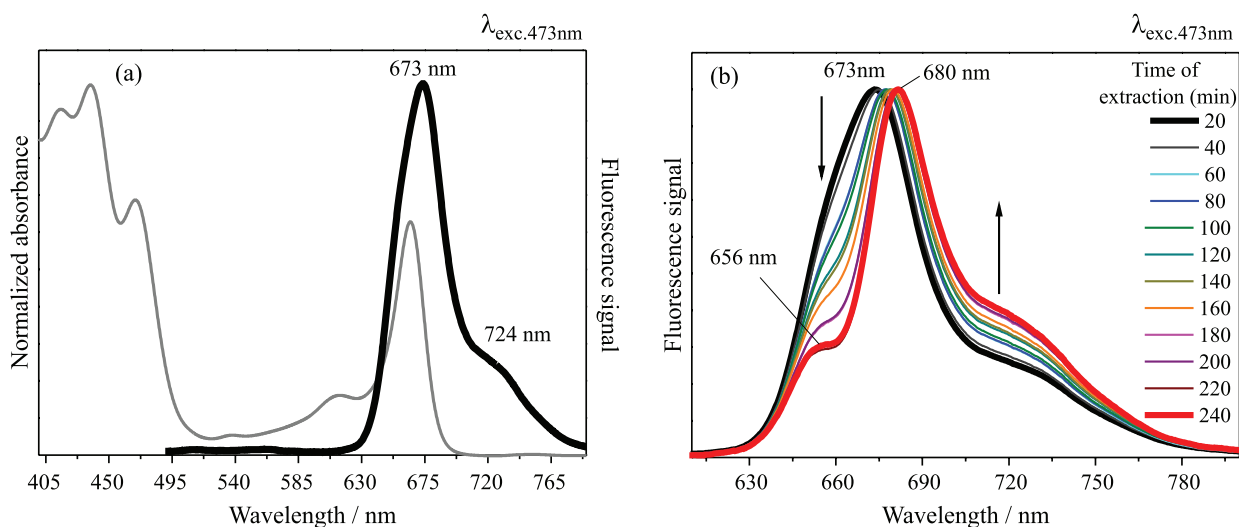 λexc.473nm
(a)
673 nm
724 nm
Normalized absorbance
Fluorescence signal
405 450 495 540 585 630 675 720 765
Wavelength / nm
λexc.473nm
(b)
673nm
680 nm
656 nm
Time of
extraction (min)
20
40
60
80
100
120
140
160
180
200
220
240
Fluorescence signal
630 660 690 720 750 780
Wavelength / nm